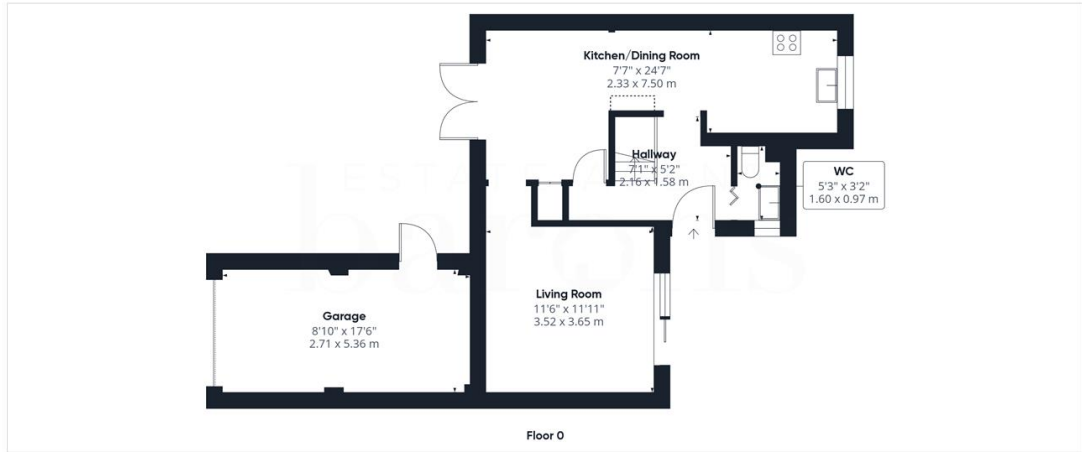 Kitchen/Dining Room
7'7" x 24'7"
2.33 x 7.50 m
Hallway
7'1" x 5'2"
2.16 x 1.58 m
WC
5'3" x 3'2"
1.60 x 0.97 m
Living Room
11'6" x 11'11"
3.52 x 3.65 m
Garage
8'10" x 17'6"
2.71 x 5.36 m
Floor 0